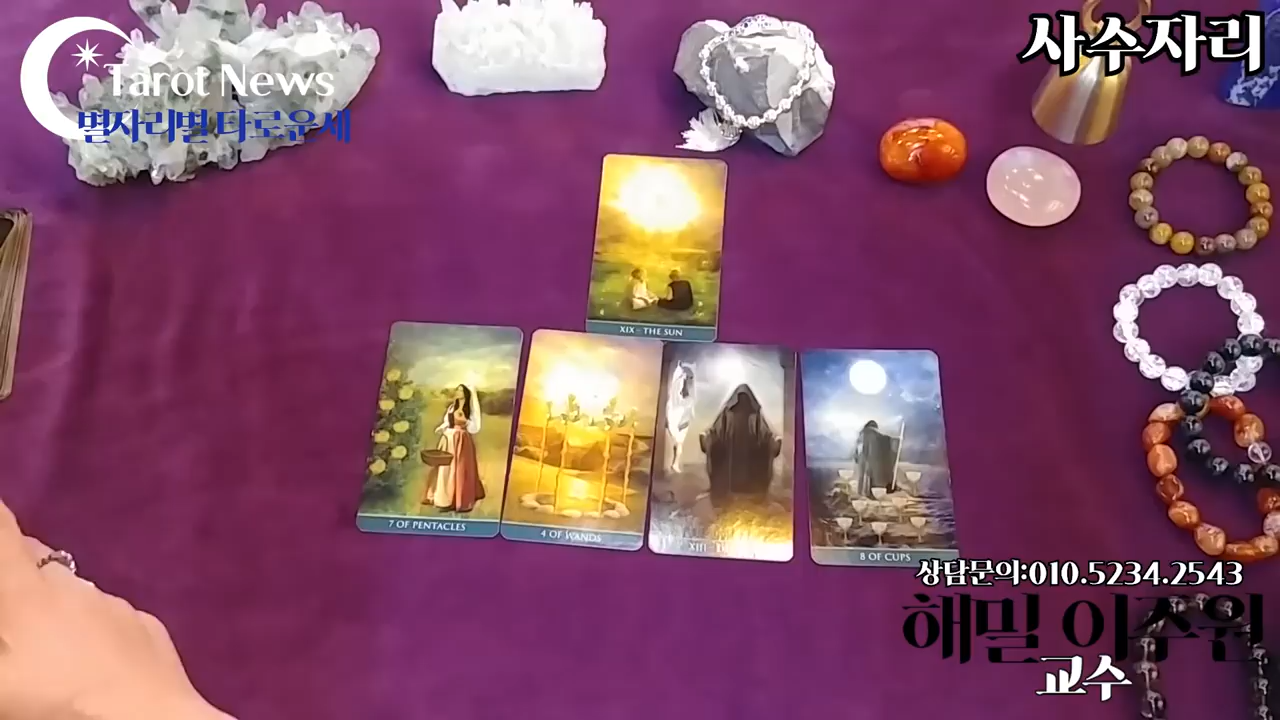 Tarot News
별자리별 타로운세
사수자리
XIX - THE SUN
7 OF PENTACLES
4 OF WANDS
XIII
8 OF CUPS
상담문의:010.5234.2543
해밀 이주원
교수